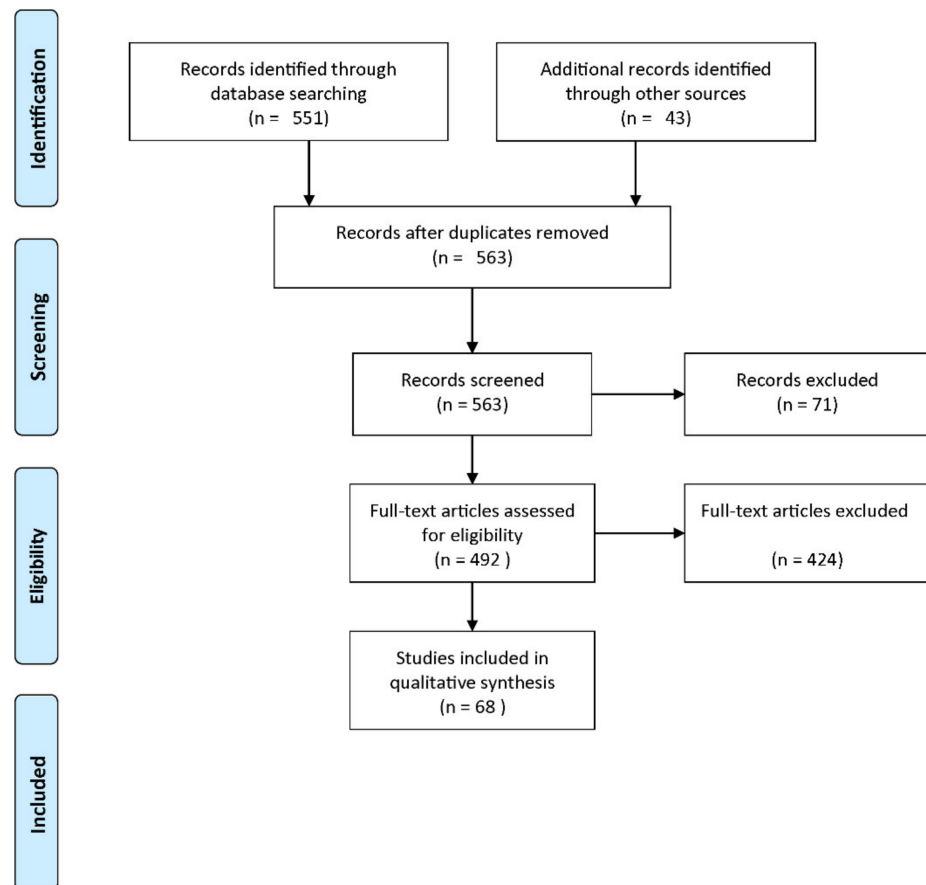 Identification
Records identified through
database searching
(n = 551)
Additional records identified
through other sources
(n = 43)
Records after duplicates removed
(n = 563)
Screening
Records screened
(n = 563)
Records excluded
(n = 71)
Eligibility
Full-text articles assessed
for eligibility
(n = 492 )
Full-text articles excluded
(n = 424)
Studies included in
qualitative synthesis
(n = 68 )
Included